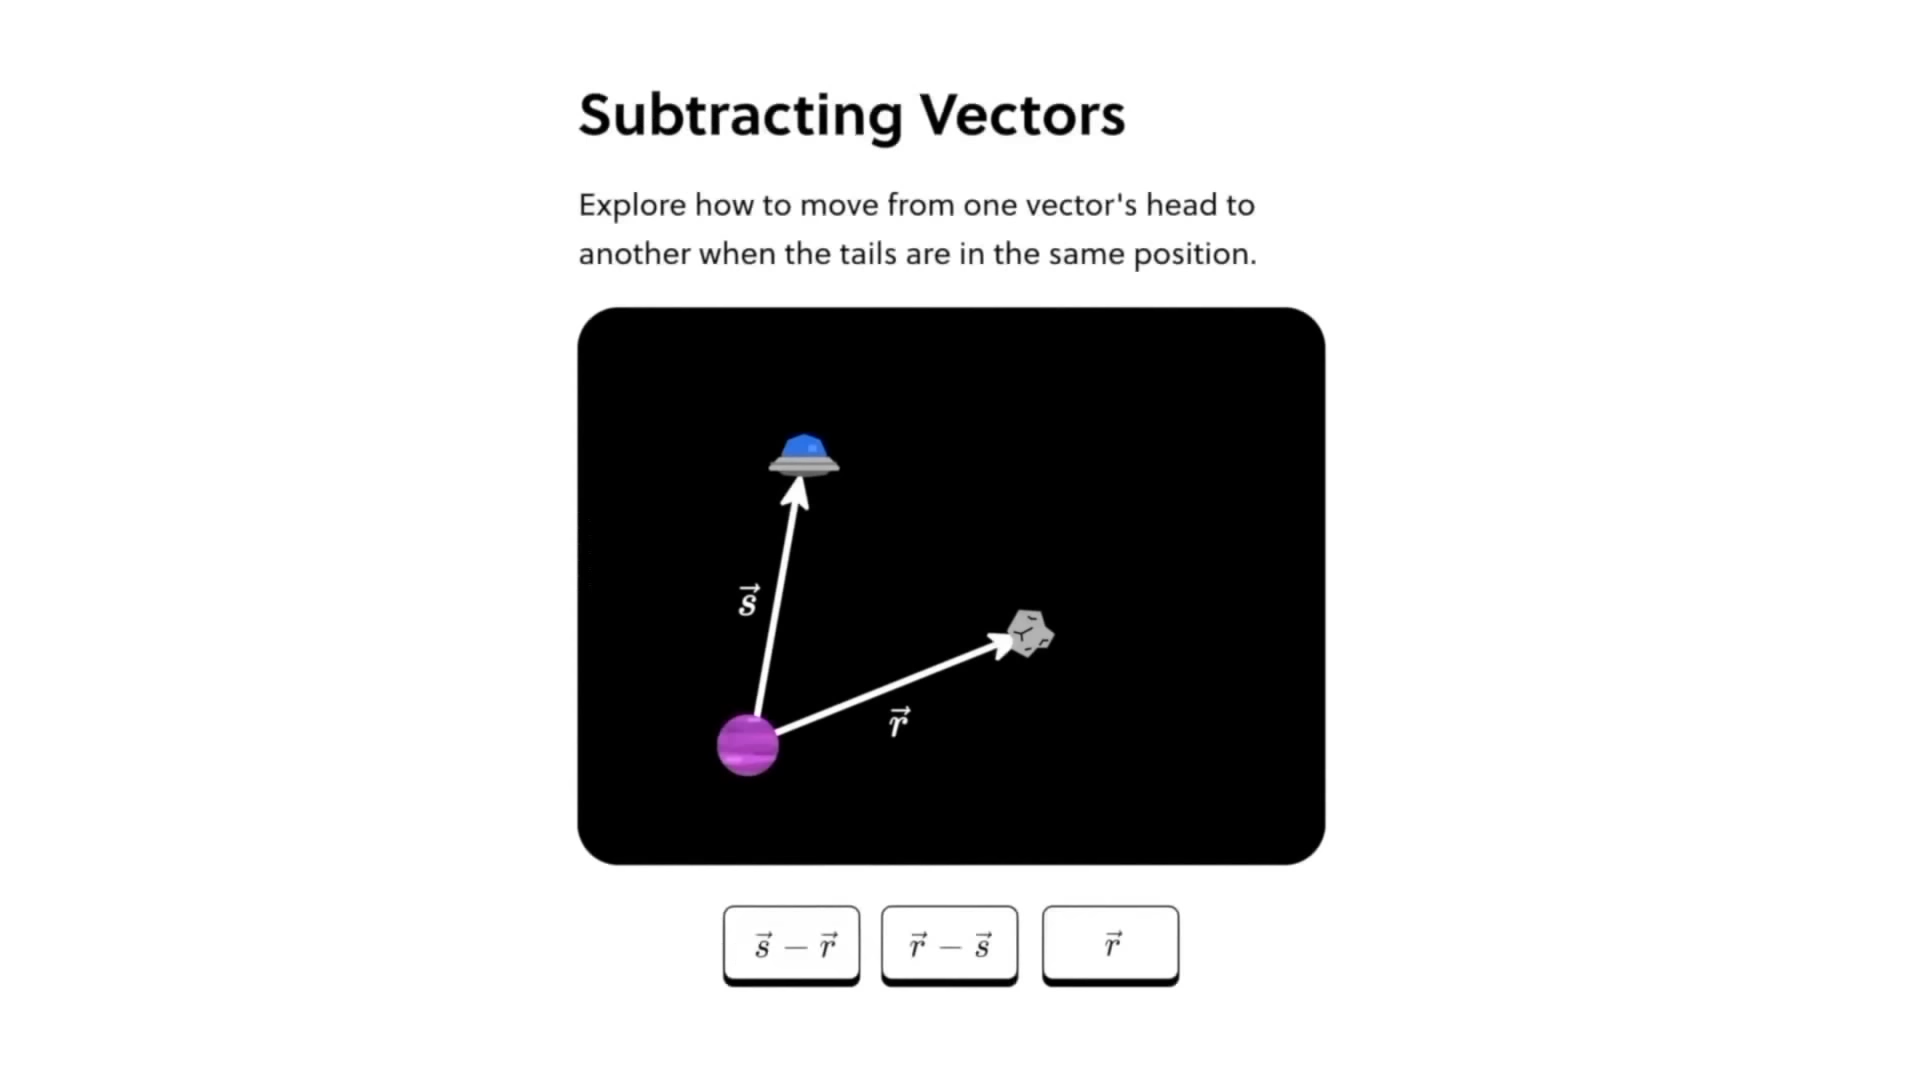 Subtracting Vectors
Explore how to move from one vector's head to
another when the tails are in the same position.
s⃗
r⃗
s⃗ − r⃗
r⃗ − s⃗
r⃗